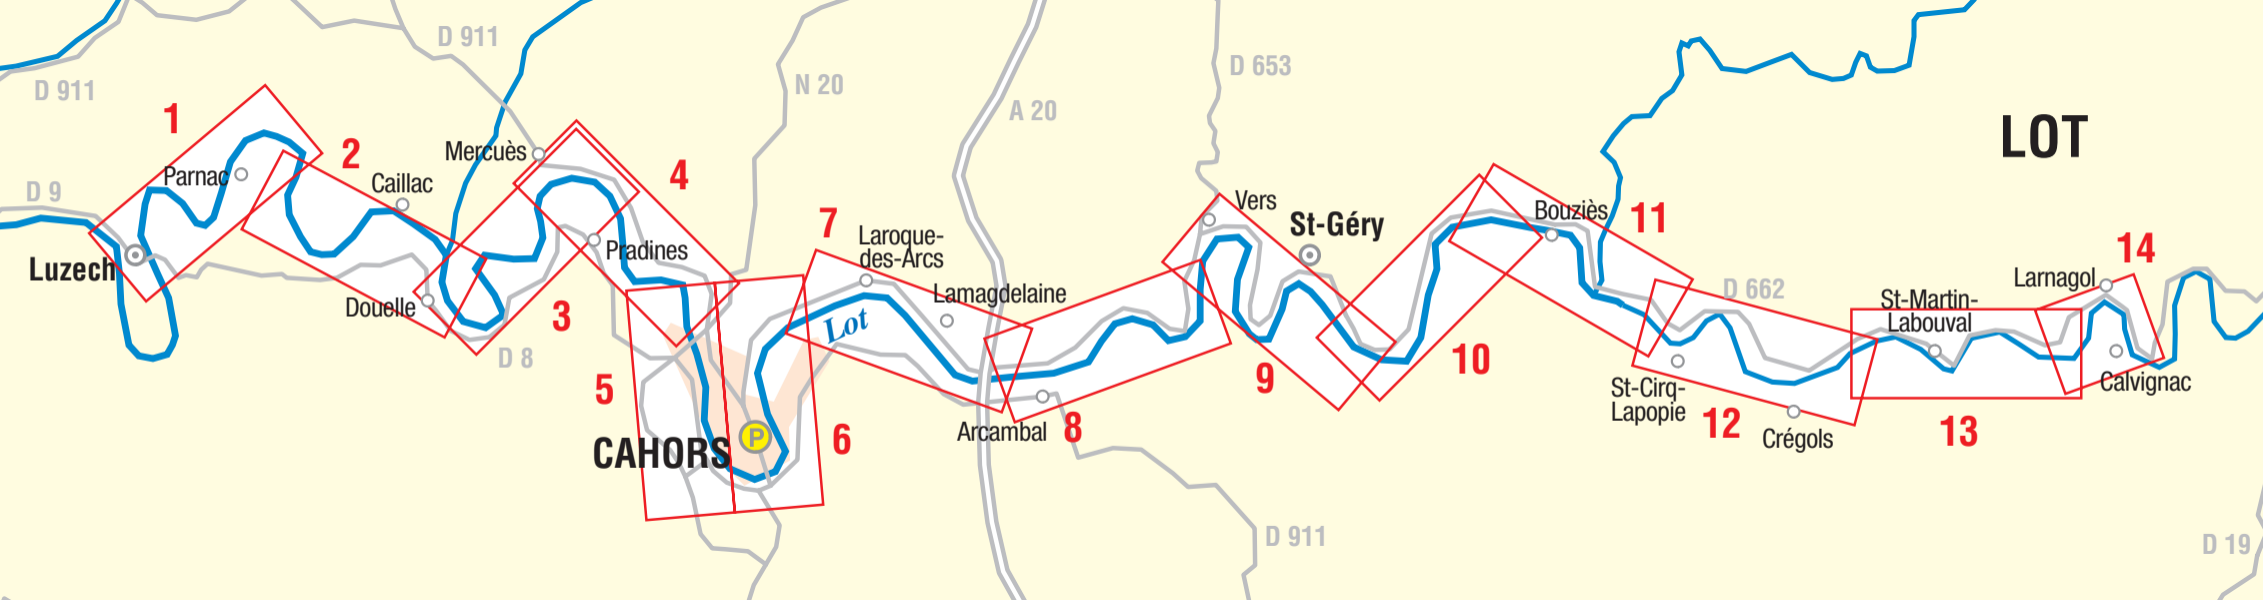 D 911
D 911
N 20
A 20
D 653
LOT
1
2
Mercuès
4
Parnac
Caillac
D 9
Vers
St-Géry
Bouziès
11
7
Laroque-
des-Arcs
Pradines
14
Luzech
Larnagol
D 662
Lamagdelaine
St-Martin-
Labouval
Douelle
3
Lot
D 8
10
9
5
St-Cirq-
Lapopie
12
Crégols
13
Calvignac
CAHORS
P
6
Arcambal
8
D 911
D 19